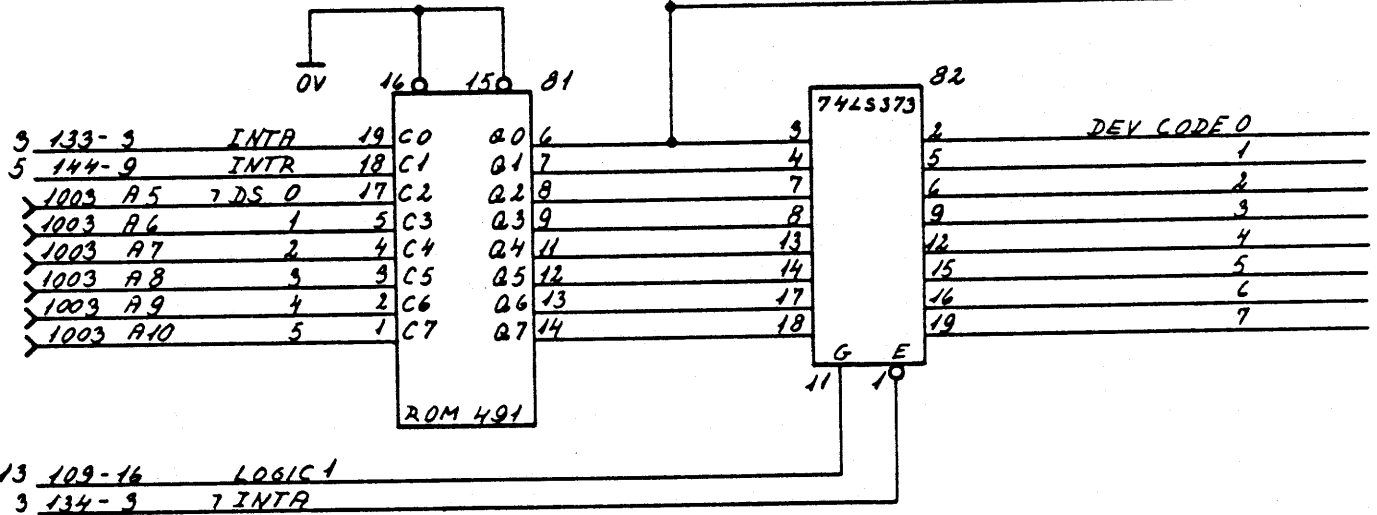 0V 16 15 81 82
74LS373
3 133-3 INTA 19 C0 Q0 6 3 2 DEV CODE 0
5 144-9 INTR 18 C1 Q1 7 4 5 1
1003 A5 ┐DS 0 17 C2 Q2 8 7 6 2
1003 A6 1 5 C3 Q3 9 8 9 3
1003 A7 2 4 C4 Q4 11 13 12 4
1003 A8 3 3 C5 Q5 12 14 15 5
1003 A9 4 2 C6 Q6 13 17 16 6
1003 A10 5 1 C7 Q7 14 18 19 7
G E
11 1
ROM 491
13 109-16 LOGIC 1
3 134-3 ┐INTA